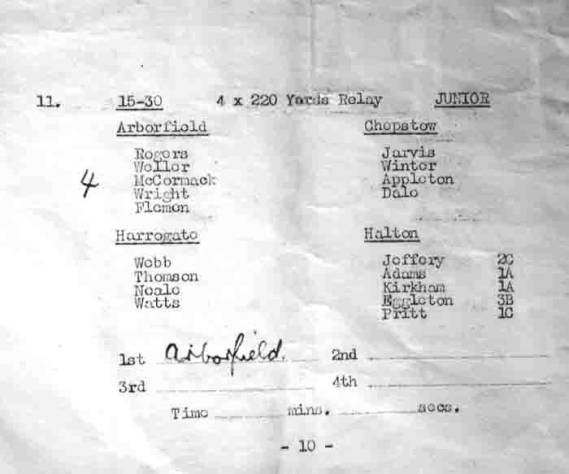 11. 15-30 4 x 220 Yards Relay JUNIOR
Arborfield Chepstow
Rogers Jarvis
Weller Winter
4 McCormack Appleton
Wright Dale
Flemon
Harrogate Halton
Webb Jeffery 2C
Thomson Adams 1A
Neale Kirkham 1A
Watts Eggleton 3B
Pritt 1C
1st Arborfield. 2nd
3rd 4th
Time mins. secs.
- 10 -